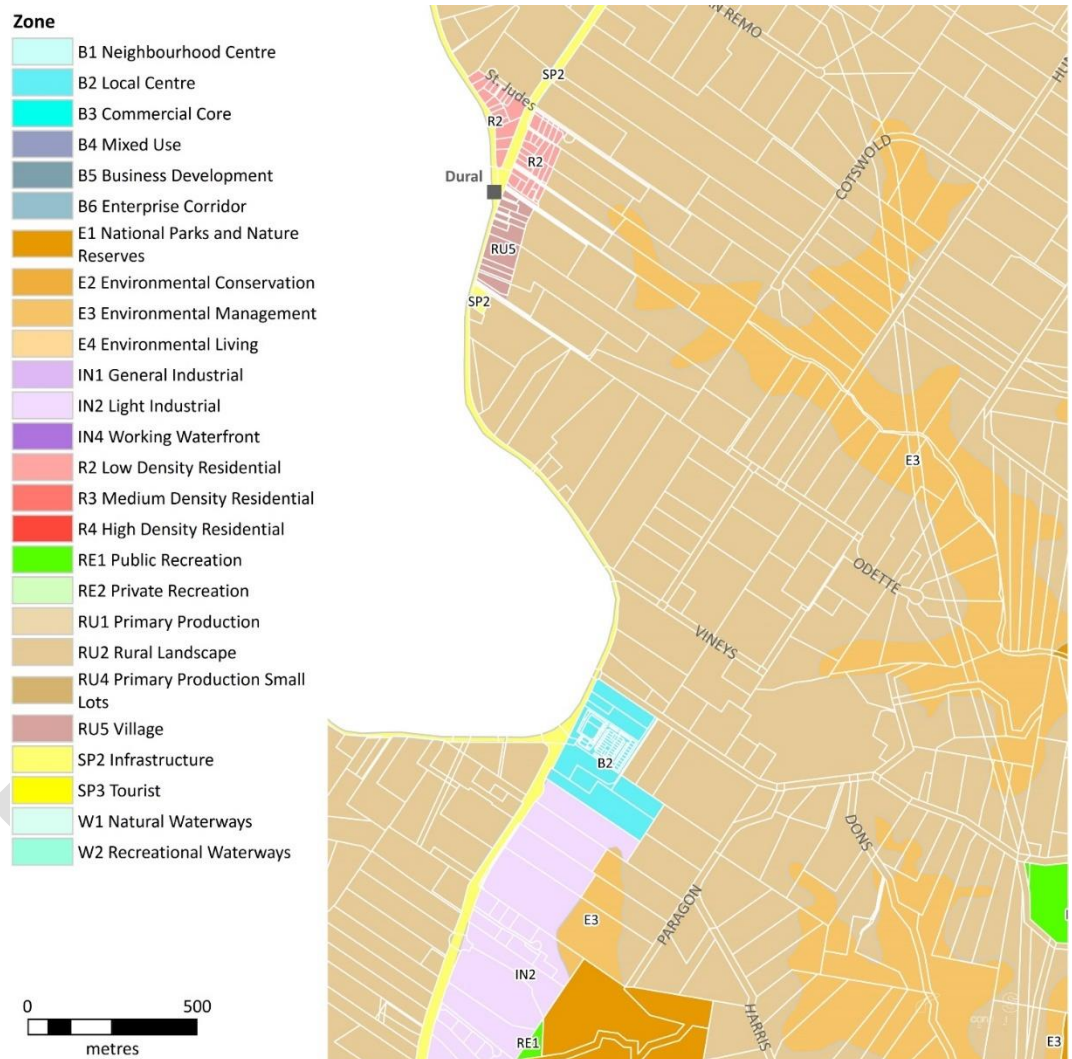 Zone
B1 Neighbourhood Centre
B2 Local Centre
B3 Commercial Core
B4 Mixed Use
B5 Business Development
B6 Enterprise Corridor
E1 National Parks and Nature
Reserves
E2 Environmental Conservation
E3 Environmental Management
E4 Environmental Living
IN1 General Industrial
IN2 Light Industrial
IN4 Working Waterfront
R2 Low Density Residential
R3 Medium Density Residential
R4 High Density Residential
RE1 Public Recreation
RE2 Private Recreation
RU1 Primary Production
RU2 Rural Landscape
RU4 Primary Production Small
Lots
RU5 Village
SP2 Infrastructure
SP3 Tourist
W1 Natural Waterways
W2 Recreational Waterways
0 500
metres
REMO
SP2
St. Judes
R2
R2
COTSWOLD
Dural
RU5
SP2
E3
ODETTE
VINEYS
B2
DONS
PARAGON
E3
IN2
HARRIS
RE1
E3